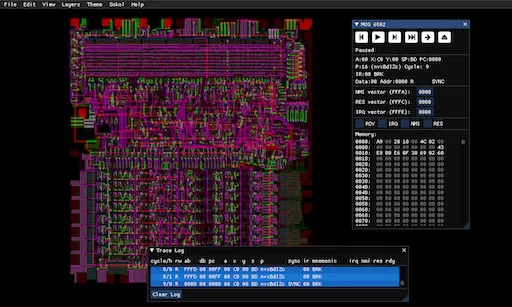 File Edit View Layers Theme Sokol Help
MOS 6502
Paused
A:00 X:C0 Y:00 SP:BD PC:0000
P:16 (nvxBdIZc) Cycle: 9
IR:00 BRK
Data:00 Addr:0000 R SYNC
NMI vector (FFFA): 0000
RES vector (FFFC): 0000
IRQ vector (FFFE): 0000
RDY IRQ NMI RES
Memory:
0000: A9 00 20 10 00 4C 02 00
0008: 00 00 00 00 00 00
0010: E8 88 E6 0F 38 69 02 60
0018: 00 00 00 00 00 00 00 00
0020: 00 00 00 00 00 00 00 00
0028: 00 00 00 00 00 00 00 00
0030: 00 00 00 00 00 00 00 00
0038: 00 00 00 00 00 00 00 00
0040: 00 00 00 00 00 00 00 00
0048: 00 00 00 00 00 00 00 00
0050: 00 00 00 00 00 00 00 00
0058: 00 00 00 00 00 00 00 00
0060: 00 00 00 00 00 00 00 00
0068: 00 00 00 00 00 00 00 00
Trace Log
cycle/h rw ab db pc a x y s p sync ir mnemonic irq nmi res rdy
8/0 R FFFD 00 00FF 00 C0 00 BD nvxBdIZc 00 BRK
8/1 R FFFD 00 00FF 00 C0 00 BD nvxBdIZc 00 BRK
9/0 R 0000 00 0000 00 C0 00 BD nvxBdIZc SYNC 00 BRK
Clear Log